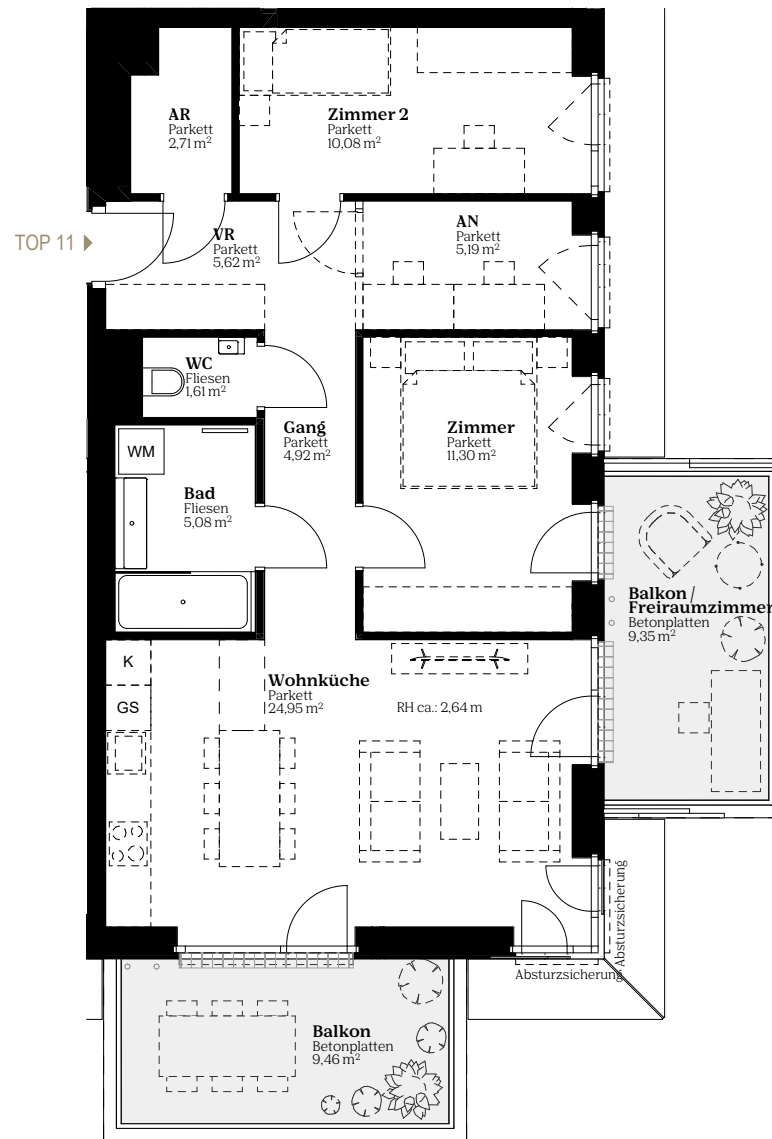 AR
Parkett
2,71 m²
Zimmer 2
Parkett
10,08 m²
TOP 11
VR
Parkett
5,62 m²
AN
Parkett
5,19 m²
WC
Fliesen
1,61 m²
Gang
Parkett
4,92 m²
Zimmer
Parkett
11,30 m²
WM
Bad
Fliesen
5,08 m²
Balkon /
Freiraumzimmer
Betonplatten
9,35 m²
K
GS
Wohnküche
Parkett
24,95 m²
RH ca.: 2,64 m
Absturzsicherung
Absturzsicherung
Balkon
Betonplatten
9,46 m²